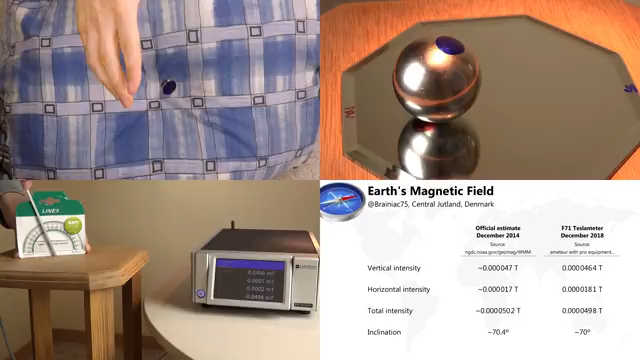 W
LINEX
0.0466 mT
0.0001 mT
0.0002 mT
-0.0496 mT
Earth's Magnetic Field
@Brainiac75, Central Jutland, Denmark
Official estimate
December 2014
F71 Teslameter
December 2018
Source:
ngdc.noaa.gov/geomag/WMM
Source:
amateur with pro equipment...
Vertical intensity ~0.000047 T 0.0000464 T
Horizontal intensity ~0.000017 T 0.0000181 T
Total intensity ~0.0000502 T 0.0000498 T
Inclination ~70.4º ~70º